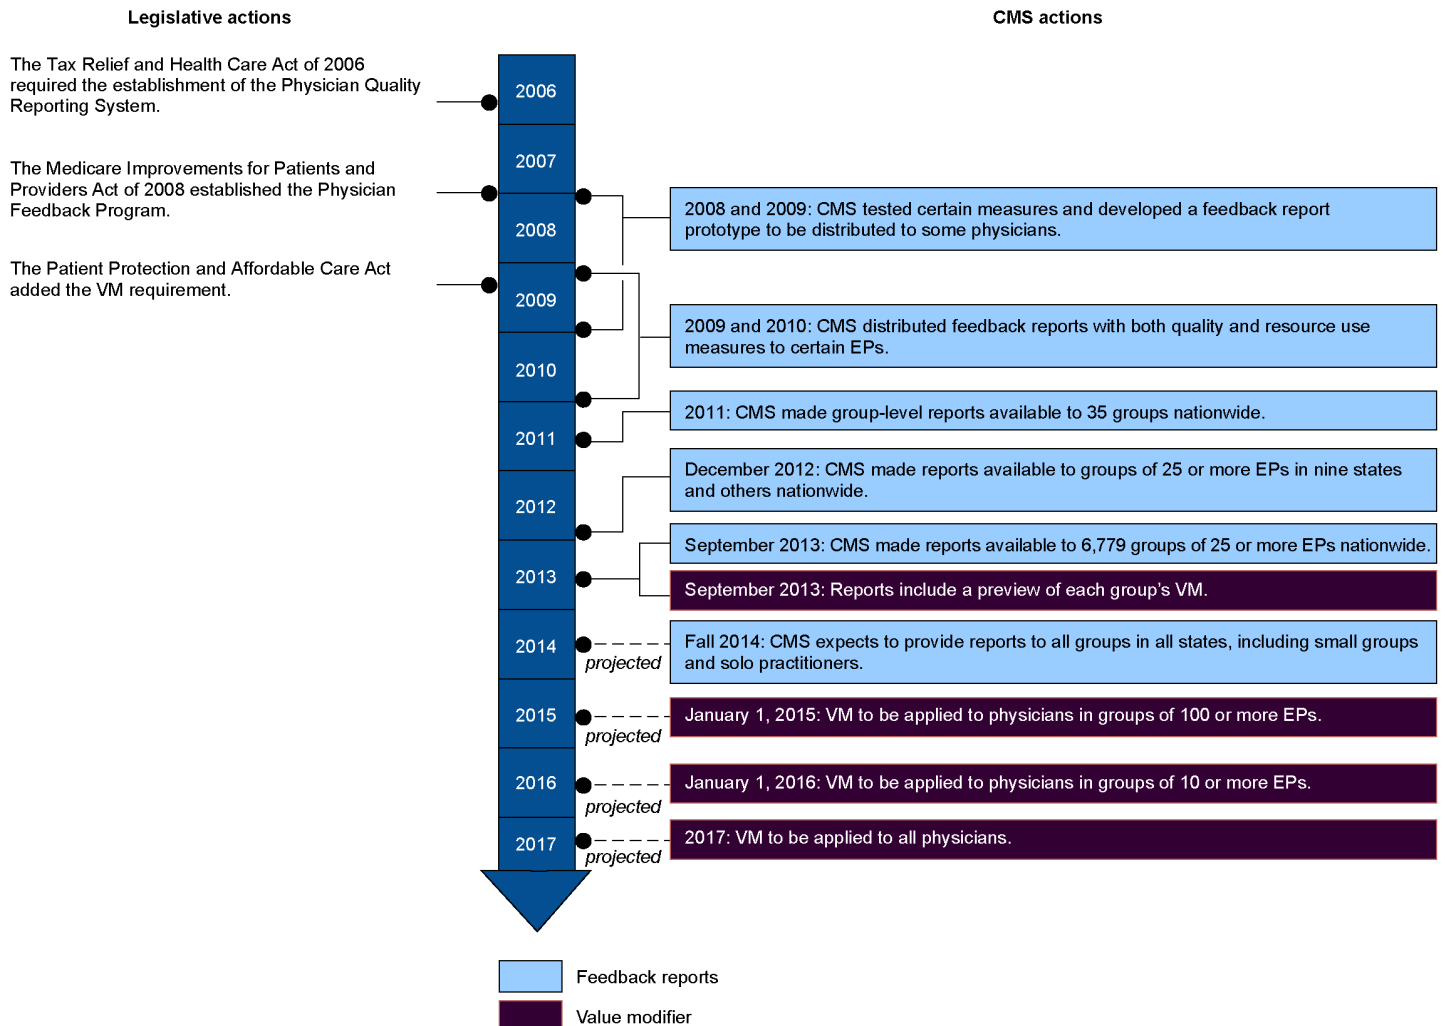 Legislative actions
CMS actions
The Tax Relief and Health Care Act of 2006
required the establishment of the Physician Quality
Reporting System.
The Medicare Improvements for Patients and
Providers Act of 2008 established the Physician
Feedback Program.
The Patient Protection and Affordable Care Act
added the VM requirement.
2006
2007
2008
2009
2010
2011
2012
2013
2014
2015
2016
2017
2008 and 2009: CMS tested certain measures and developed a feedback report
prototype to be distributed to some physicians.
2009 and 2010: CMS distributed feedback reports with both quality and resource use
measures to certain EPs.
2011: CMS made group-level reports available to 35 groups nationwide.
December 2012: CMS made reports available to groups of 25 or more EPs in nine states
and others nationwide.
September 2013: CMS made reports available to 6,779 groups of 25 or more EPs nationwide.
September 2013: Reports include a preview of each group’s VM.
projected
Fall 2014: CMS expects to provide reports to all groups in all states, including small groups
and solo practitioners.
projected
January 1, 2015: VM to be applied to physicians in groups of 100 or more EPs.
projected
January 1, 2016: VM to be applied to physicians in groups of 10 or more EPs.
projected
2017: VM to be applied to all physicians.
Feedback reports
Value modifier